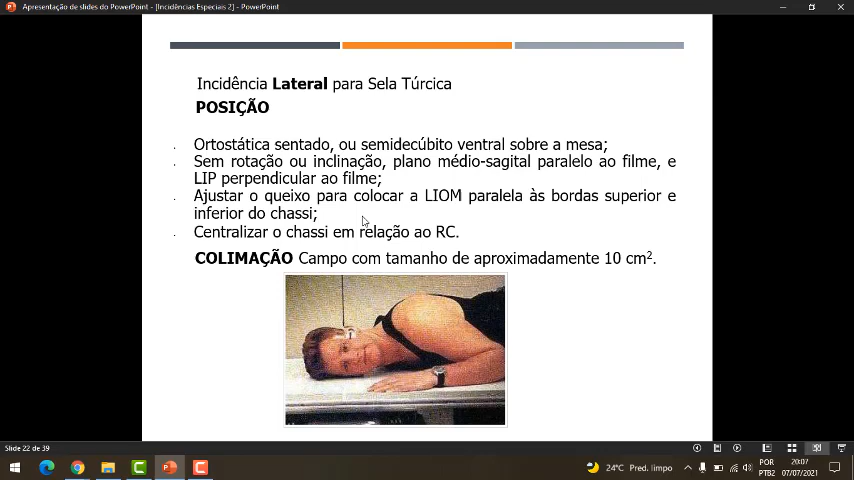 Apresentação de slides do PowerPoint - [Incidências Especiais 2] - PowerPoint
Incidência Lateral para Sela Túrcica
POSIÇÃO
Ortostática sentado, ou semidecúbito ventral sobre a mesa;
Sem rotação ou inclinação, plano médio-sagital paralelo ao filme, e
LIP perpendicular ao filme;
Ajustar o queixo para colocar a LIOM paralela às bordas superior e
inferior do chassi;
Centralizar o chassi em relação ao RC.
COLIMAÇÃO Campo com tamanho de aproximadamente 10 cm².
Slide 22 de 39
24°C Pred. limpo
POR
PTB2
20:07
07/07/2021